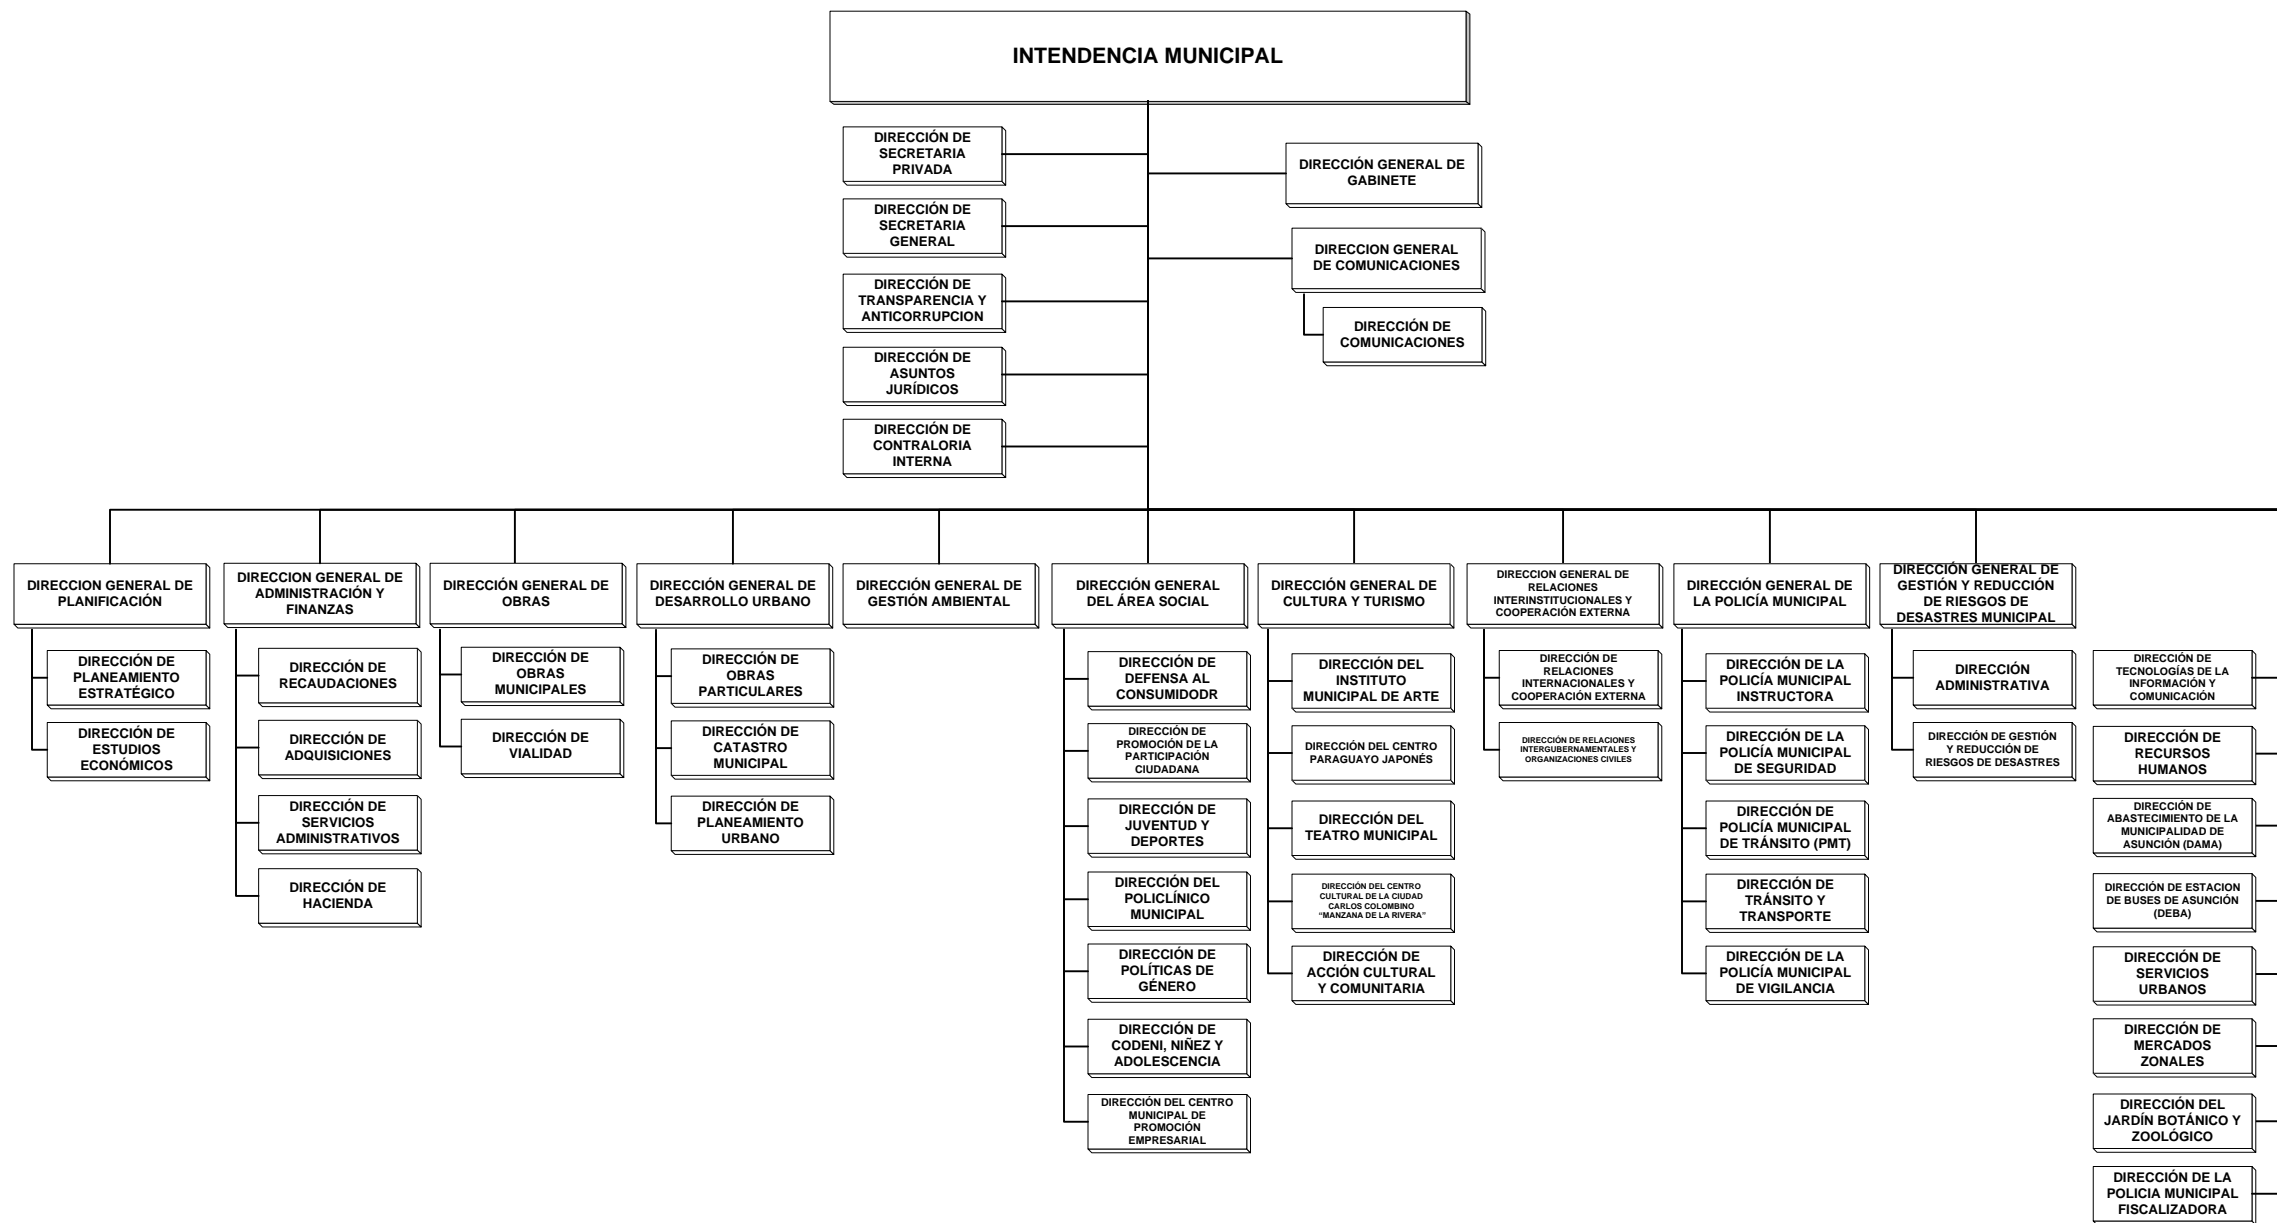 INTENDENCIA MUNICIPAL
DIRECCIÓN DE
SECRETARIA
PRIVADA
DIRECCIÓN GENERAL DE
GABINETE
DIRECCIÓN DE
SECRETARIA
GENERAL
DIRECCION GENERAL
DE COMUNICACIONES
DIRECCIÓN DE
TRANSPARENCIA Y
ANTICORRUPCION
DIRECCIÓN DE
COMUNICACIONES
DIRECCIÓN DE
ASUNTOS
JURÍDICOS
DIRECCIÓN DE
CONTRALORIA
INTERNA
DIRECCION GENERAL DE
PLANIFICACIÓN
DIRECCIÓN DE
PLANEAMIENTO
ESTRATÉGICO
DIRECCIÓN DE
ESTUDIOS
ECONÓMICOS
DIRECCION GENERAL DE
ADMINISTRACIÓN Y
FINANZAS
DIRECCIÓN DE
RECAUDACIONES
DIRECCIÓN DE
ADQUISICIONES
DIRECCIÓN DE
SERVICIOS
ADMINISTRATIVOS
DIRECCIÓN DE
HACIENDA
DIRECCIÓN GENERAL DE
OBRAS
DIRECCIÓN DE
OBRAS
MUNICIPALES
DIRECCIÓN DE
VIALIDAD
DIRECCIÓN GENERAL DE
DESARROLLO URBANO
DIRECCIÓN DE
OBRAS
PARTICULARES
DIRECCIÓN DE
CATASTRO
MUNICIPAL
DIRECCIÓN DE
PLANEAMIENTO
URBANO
DIRECCIÓN GENERAL DE
GESTIÓN AMBIENTAL
DIRECCIÓN GENERAL
DEL ÁREA SOCIAL
DIRECCIÓN DE
DEFENSA AL
CONSUMIDODR
DIRECCIÓN DE
PROMOCIÓN DE LA
PARTICIPACIÓN
CIUDADANA
DIRECCIÓN DE
JUVENTUD Y
DEPORTES
DIRECCIÓN DEL
POLICLÍNICO
MUNICIPAL
DIRECCIÓN DE
POLÍTICAS DE
GÉNERO
DIRECCIÓN DE
CODENI, NIÑEZ Y
ADOLESCENCIA
DIRECCIÓN DEL CENTRO
MUNICIPAL DE
PROMOCIÓN
EMPRESARIAL
DIRECCIÓN GENERAL DE
CULTURA Y TURISMO
DIRECCIÓN DEL
INSTITUTO
MUNICIPAL DE ARTE
DIRECCIÓN DEL CENTRO
PARAGUAYO JAPONÉS
DIRECCIÓN DEL
TEATRO MUNICIPAL
DIRECCIÓN DEL CENTRO
CULTURAL DE LA CIUDAD
CARLOS COLOMBINO
“MANZANA DE LA RIVERA”
DIRECCIÓN DE
ACCIÓN CULTURAL
Y COMUNITARIA
DIRECCION GENERAL DE
RELACIONES
INTERINSTITUCIONALES Y
COOPERACIÓN EXTERNA
DIRECCIÓN DE
RELACIONES
INTERNACIONALES Y
COOPERACIÓN EXTERNA
DIRECCIÓN DE RELACIONES
INTERGUBERNAMENTALES Y
ORGANIZACIONES CIVILES
DIRECCIÓN GENERAL DE
LA POLICÍA MUNICIPAL
DIRECCIÓN DE LA
POLICÍA MUNICIPAL
INSTRUCTORA
DIRECCIÓN DE LA
POLICÍA MUNICIPAL
DE SEGURIDAD
DIRECCIÓN DE
POLICÍA MUNICIPAL
DE TRÁNSITO (PMT)
DIRECCIÓN DE
TRÁNSITO Y
TRANSPORTE
DIRECCIÓN DE LA
POLICÍA MUNICIPAL
DE VIGILANCIA
DIRECCIÓN GENERAL DE
GESTIÓN Y REDUCCIÓN
DE RIESGOS DE
DESASTRES MUNICIPAL
DIRECCIÓN
ADMINISTRATIVA
DIRECCIÓN DE GESTIÓN
Y REDUCCIÓN DE
RIESGOS DE DESASTRES
DIRECCIÓN DE
TECNOLOGÍAS DE LA
INFORMACIÓN Y
COMUNICACIÓN
DIRECCIÓN DE
RECURSOS
HUMANOS
DIRECCIÓN DE
ABASTECIMIENTO DE LA
MUNICIPALIDAD DE
ASUNCIÓN (DAMA)
DIRECCIÓN DE ESTACION
DE BUSES DE ASUNCIÓN
(DEBA)
DIRECCIÓN DE
SERVICIOS
URBANOS
DIRECCIÓN DE
MERCADOS
ZONALES
DIRECCIÓN DEL
JARDÍN BOTÁNICO Y
ZOOLÓGICO
DIRECCIÓN DE LA
POLICIA MUNICIPAL
FISCALIZADORA